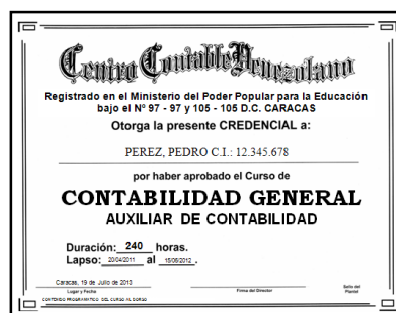 Centro Contable Venezolano
Registrado en el Ministerio del Poder Popular para la Educación
bajo el Nº 97 - 97 y 105 - 105 D.C. CARACAS
Otorga la presente CREDENCIAL a:
PEREZ, PEDRO C.I.: 12.345.678
por haber aprobado el Curso de
CONTABILIDAD GENERAL
AUXILIAR DE CONTABILIDAD
Duración: 240 horas.
Lapso: 20/04/2011 al 15/06/2012.
Caracas, 19 de Julio de 2013
Lugar y Fecha Firma del Director Sello del
Plantel
CONTENIDO PROGRAMATICO DEL CURSO AL DORSO